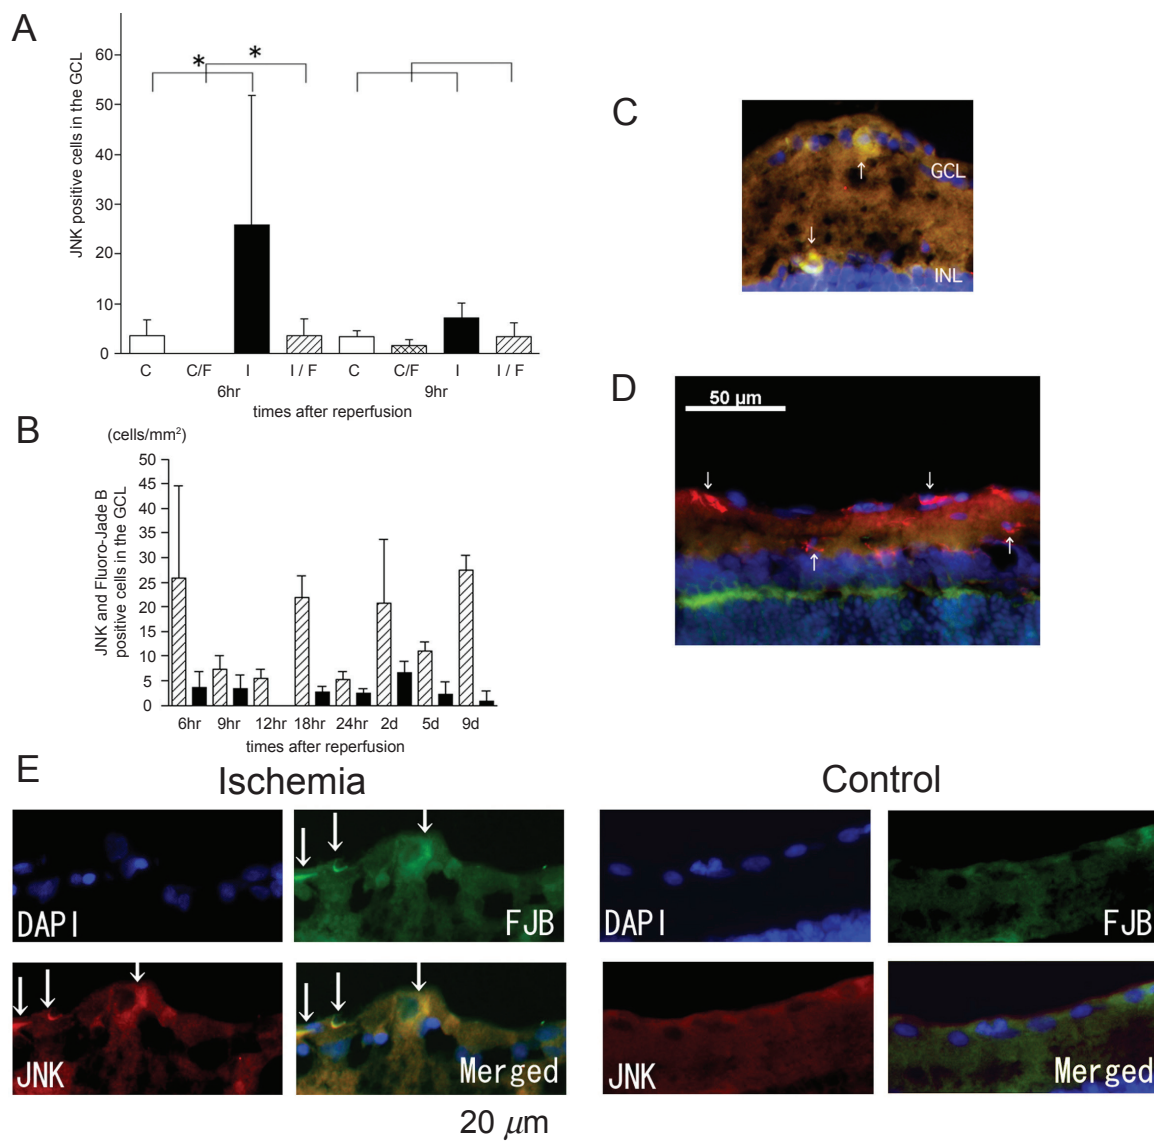 A
JNK positive cells in the GCL
60
50
40
30
20
10
0
* *
C C/F I I / F C C/F I I / F
6hr 9hr
times after reperfusion
B
(cells/mm²)
JNK and Fluoro-Jade B
positive cells in the GCL
50
45
40
35
30
25
20
15
10
5
0
6hr 9hr 12hr 18hr 24hr 2d 5d 9d
times after reperfusion
C
GCL
INL
D
50 µm
E
Ischemia
Control
DAPI FJB DAPI FJB
JNK Merged JNK Merged
20 µm